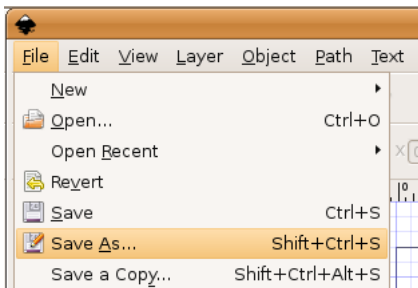 File Edit View Layer Object Path Text
New
Open... Ctrl+O
Open Recent
Revert
Save Ctrl+S
Save As... Shift+Ctrl+S
Save a Copy... Shift+Ctrl+Alt+S